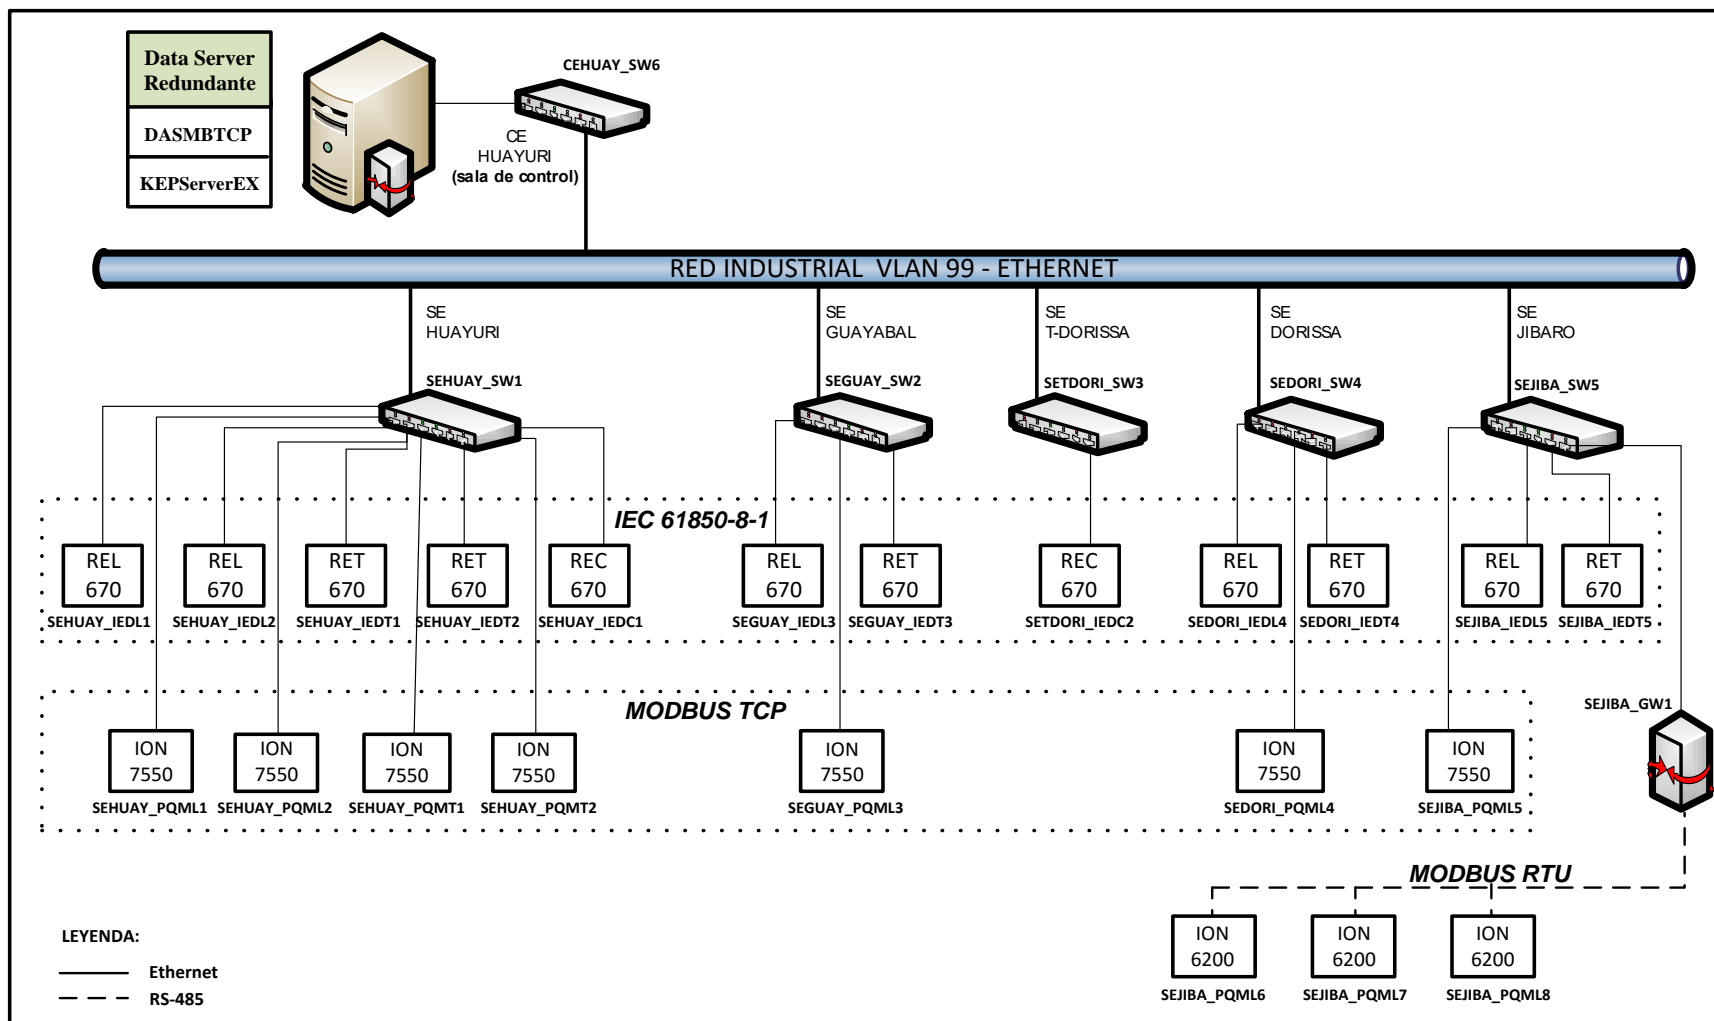 Data Server
Redundante
DASMBTCP
KEPServerEX
CEHUAY_SW6
CE
HUAYURI
(sala de control)
RED INDUSTRIAL VLAN 99 - ETHERNET
SE
HUAYURI
SE
GUAYABAL
SE
T-DORISSA
SE
DORISSA
SE
JIBARO
SEHUAY_SW1
SEGUAY_SW2
SETDORI_SW3
SEDORI_SW4
SEJIBA_SW5
IEC 61850-8-1
REL
670
SEHUAY_IEDL1
REL
670
SEHUAY_IEDL2
RET
670
SEHUAY_IEDT1
RET
670
SEHUAY_IEDT2
REC
670
SEHUAY_IEDC1
REL
670
SEGUAY_IEDL3
RET
670
SEGUAY_IEDT3
REC
670
SETDORI_IEDC2
REL
670
SEDORI_IEDL4
RET
670
SEDORI_IEDT4
REL
670
SEJIBA_IEDL5
RET
670
SEJIBA_IEDT5
MODBUS TCP
SEJIBA_GW1
ION
7550
SEHUAY_PQML1
ION
7550
SEHUAY_PQML2
ION
7550
SEHUAY_PQMT1
ION
7550
SEHUAY_PQMT2
ION
7550
SEGUAY_PQML3
ION
7550
SEDORI_PQML4
ION
7550
SEJIBA_PQML5
MODBUS RTU
ION
6200
SEJIBA_PQML6
ION
6200
SEJIBA_PQML7
ION
6200
SEJIBA_PQML8
LEYENDA:
Ethernet
RS-485